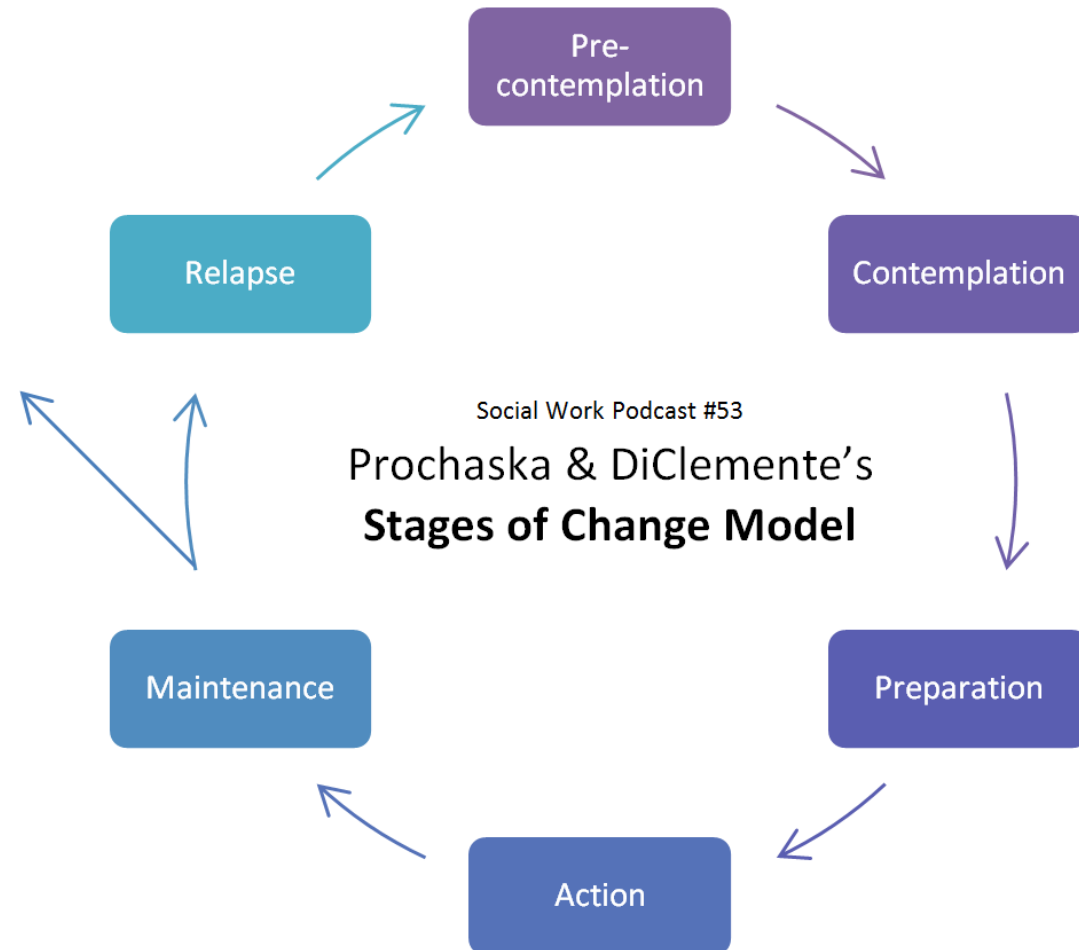 Pre-
contemplation
Contemplation
Preparation
Action
Maintenance
Relapse
Social Work Podcast #53
Prochaska & DiClemente’s
Stages of Change Model